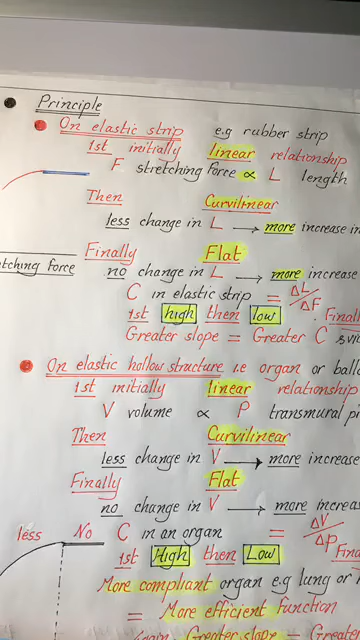 Principle
On elastic strip e.g rubber strip
1st initially linear relationship
F stretching force ∝ L length
Then Curvilinear
less change in L → more increase in
Finally Flat
tching force no change in L → more increase
C in elastic strip = ΔL/ΔF
1st high then low Finall
Greater slope = Greater C
On elastic hollow structure i.e organ or ballo
1st initially linear relationship
V volume ∝ P transmural p
Then Curvilinear
less change in V → more increase
Finally Flat
no change in V → more increas
less No C in an organ = ΔV/Δp
1st High then Low Fina
More compliant organ e.g lung or
= More efficient function
slope = Great